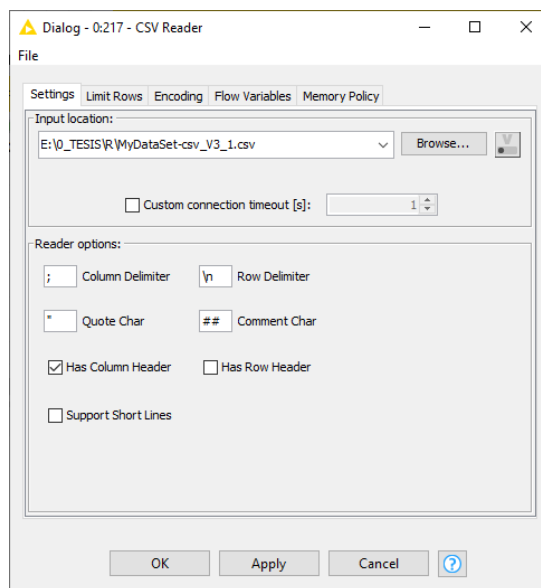 Dialog - 0:217 - CSV Reader
File
Settings Limit Rows Encoding Flow Variables Memory Policy
Input location:
E:\0_TESIS\R\MyDataSet-csv_V3_1.csv Browse... V
Custom connection timeout [s]: 1
Reader options:
; Column Delimiter \n Row Delimiter
" Quote Char ## Comment Char
Has Column Header Has Row Header
Support Short Lines
OK Apply Cancel ?